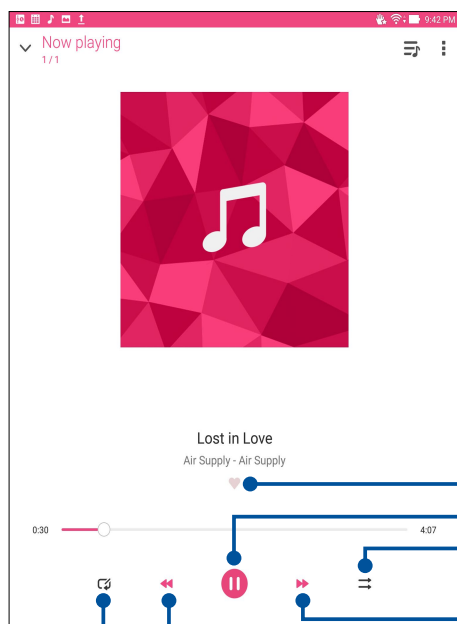 9:42 PM
Now playing
1 / 1
Lost in Love
Air Supply - Air Supply
0:30
4:07